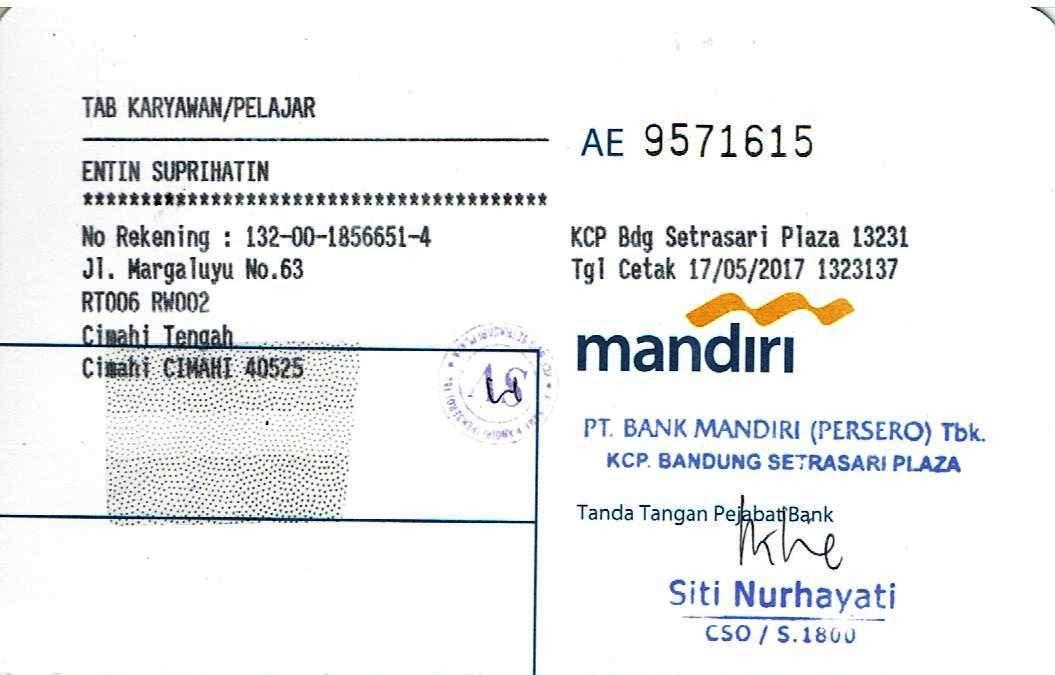 TAB KARYAWAN/PELAJAR
AE 9571615
ENTIN SUPRIHATIN
****************************************
No Rekening : 132-00-1856651-4
Jl. Margaluyu No.63
RT006 RW002
Cimahi Tengah
Cimahi CIMAHI 40525
KCP Bdg Setrasari Plaza 13231
Tgl Cetak 17/05/2017 1323137
mandiri
PT. BANK MANDIRI (PERSERO) Tbk.
KCP. BANDUNG SETRASARI PLAZA
Tanda Tangan Pejabat Bank
Siti Nurhayati
CSO / S.1800